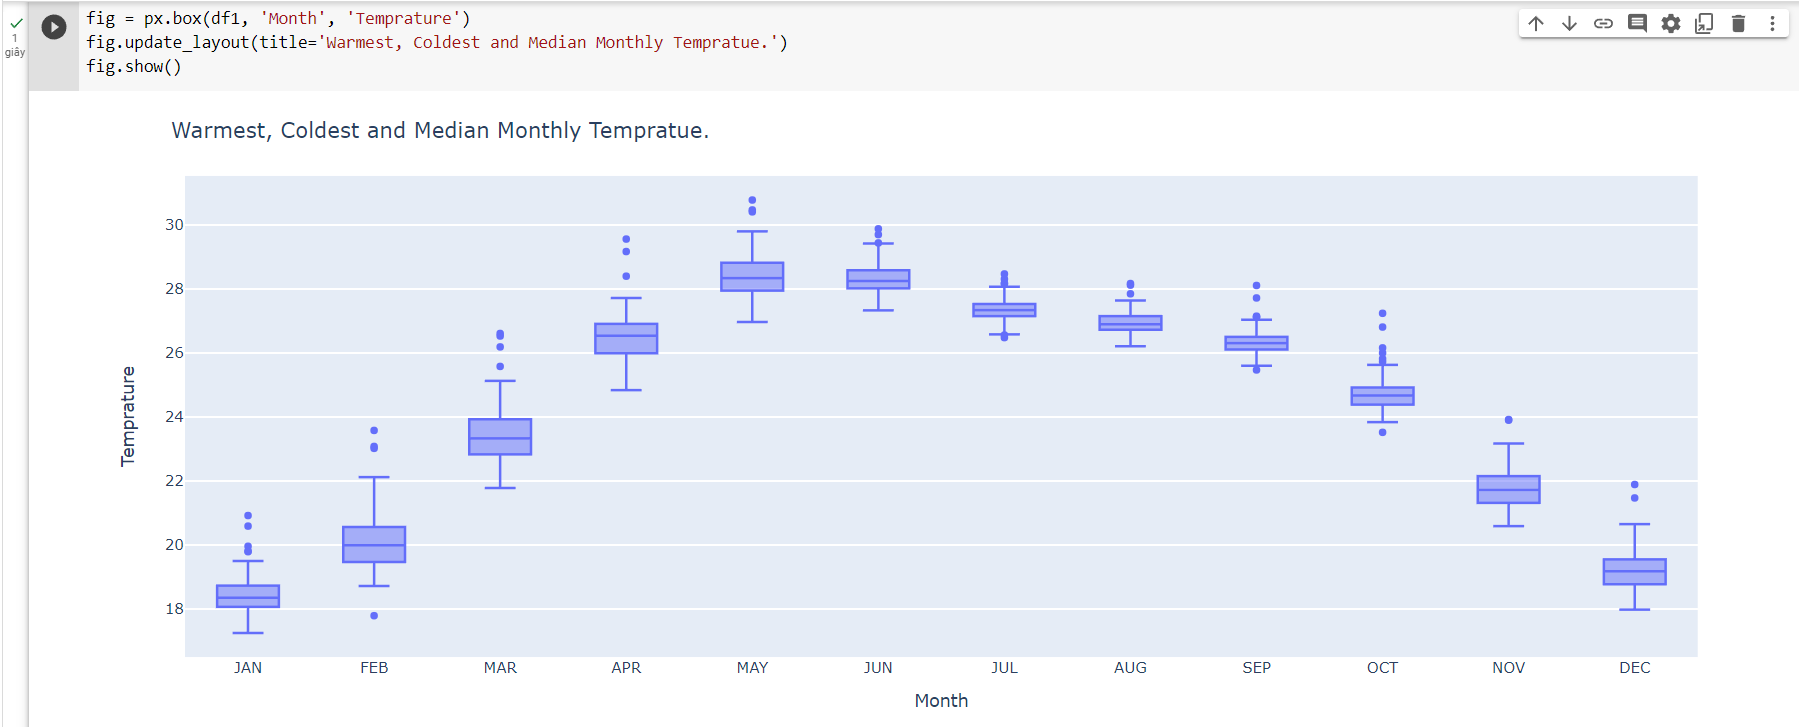 fig = px.box(df1, 'Month', 'Temprature')
fig.update_layout(title='Warmest, Coldest and Median Monthly Tempratue.')
fig.show()
1
giây
Warmest, Coldest and Median Monthly Tempratue.
30
28
26
24
22
20
18
Temprature
JAN FEB MAR APR MAY JUN JUL AUG SEP OCT NOV DEC
Month